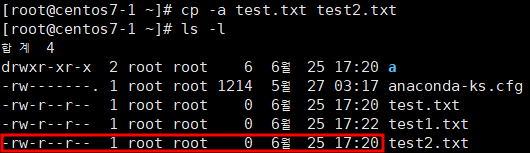 [root@centos7-1 ~]# cp -a test.txt test2.txt
[root@centos7-1 ~]# ls -l
합계 4
drwxr-xr-x 2 root root 6 6월 25 17:20 a
-rw-------. 1 root root 1214 5월 27 03:17 anaconda-ks.cfg
-rw-r--r-- 1 root root 0 6월 25 17:20 test.txt
-rw-r--r-- 1 root root 0 6월 25 17:22 test1.txt
-rw-r--r-- 1 root root 0 6월 25 17:20 test2.txt